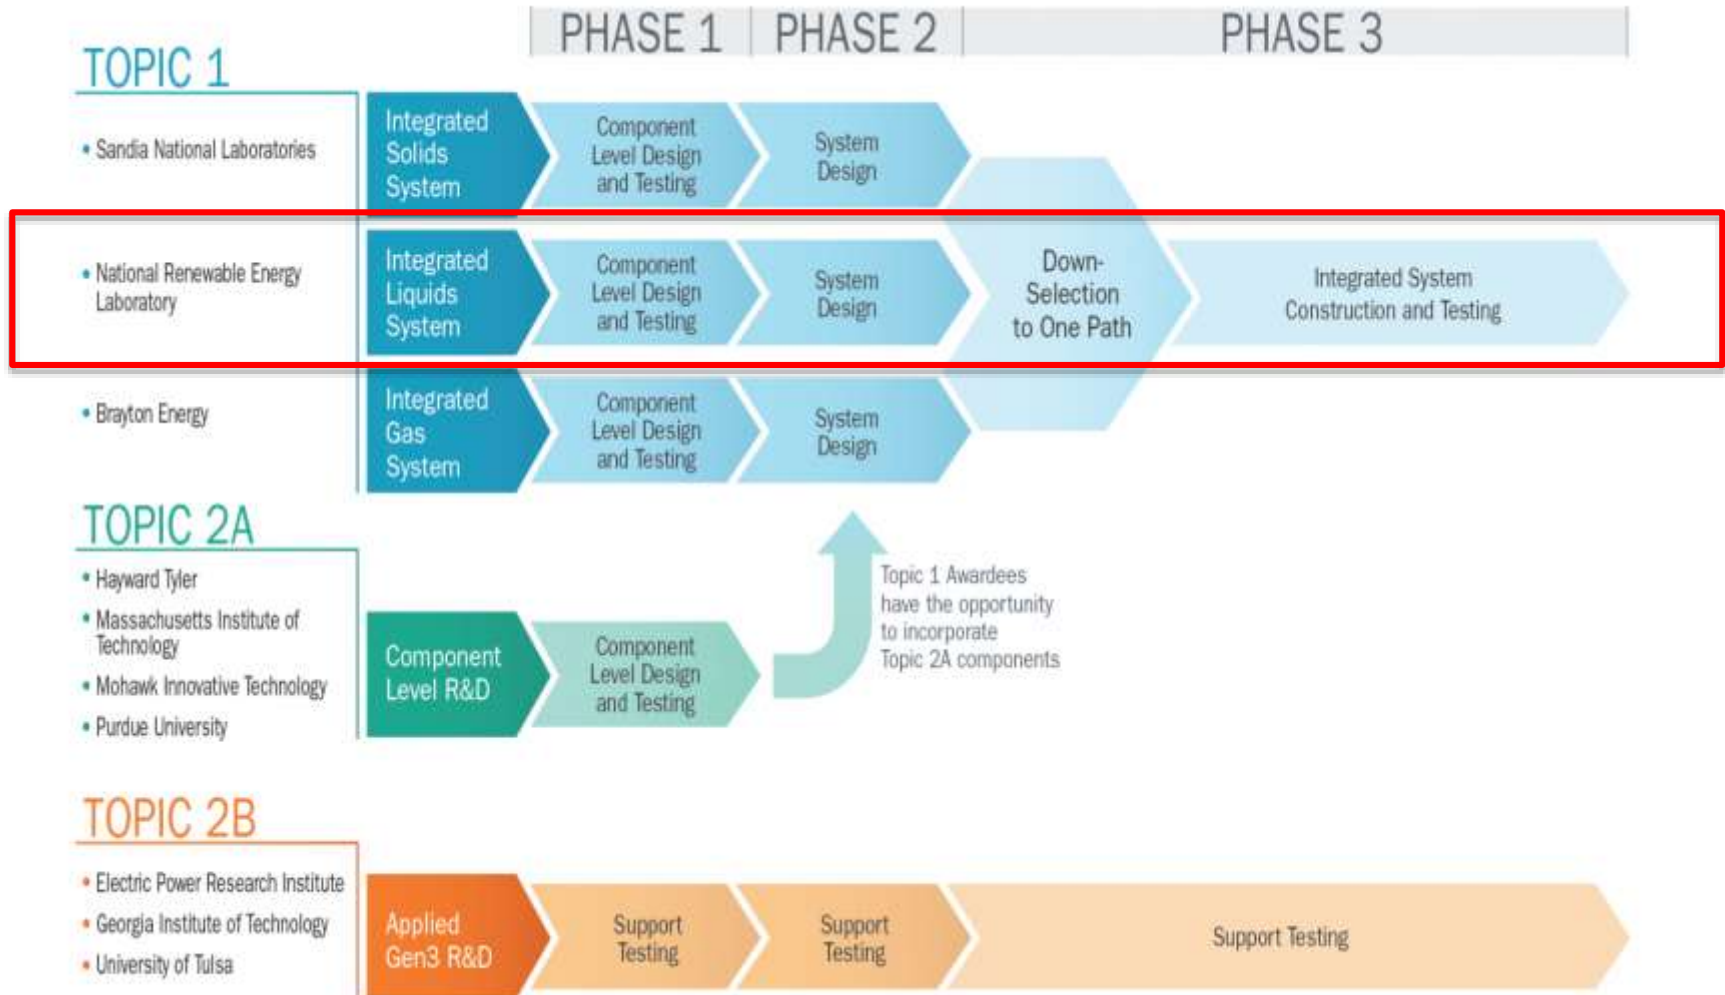 PHASE 1
PHASE 2
PHASE 3
TOPIC 1
• Sandia National Laboratories
Integrated
Solids
System
Component
Level Design
and Testing
System
Design
• National Renewable Energy
Laboratory
Integrated
Liquids
System
Component
Level Design
and Testing
System
Design
Down-
Selection
to One Path
Integrated System
Construction and Testing
• Brayton Energy
Integrated
Gas
System
Component
Level Design
and Testing
System
Design
TOPIC 2A
• Hayward Tyler
• Massachusetts Institute of
Technology
• Mohawk Innovative Technology
• Purdue University
Component
Level R&D
Component
Level Design
and Testing
Topic 1 Awardees
have the opportunity
to incorporate
Topic 2A components
TOPIC 2B
• Electric Power Research Institute
• Georgia Institute of Technology
• University of Tulsa
Applied
Gen3 R&D
Support
Testing
Support
Testing
Support Testing